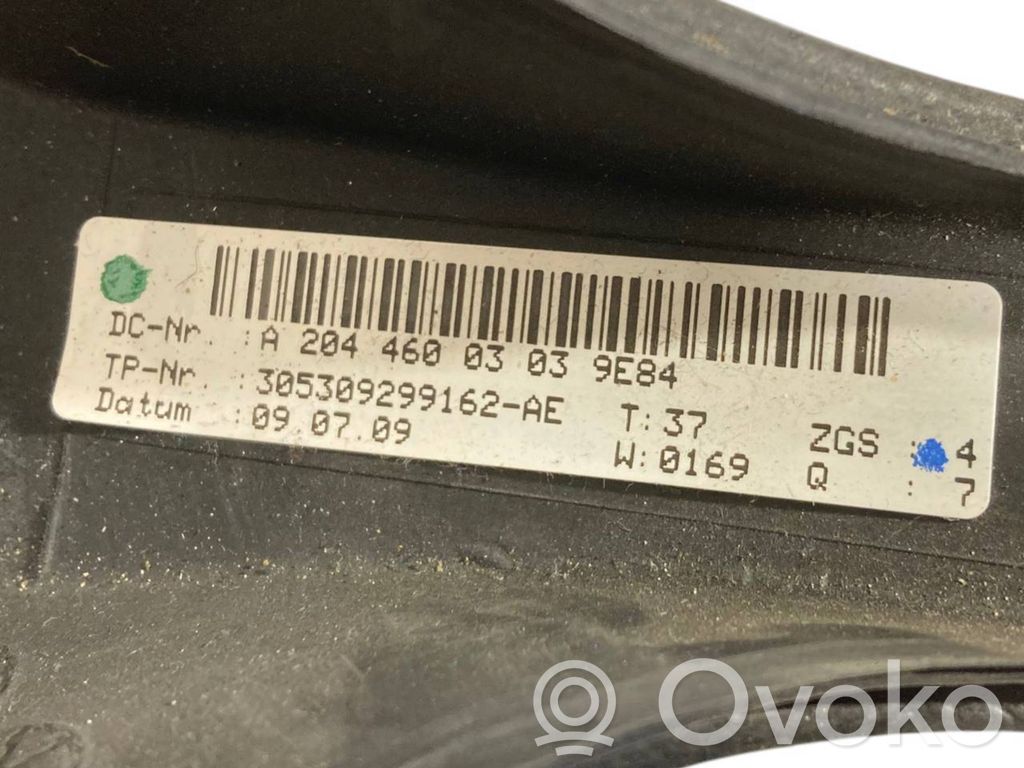 DC-Nr. : A 204 460 03 03 9E84
TP-Nr. : 305309299162-AE T: 37 ZGS : 4
Datum : 09.07.09 W: 0169 Q : 7
Ovoko